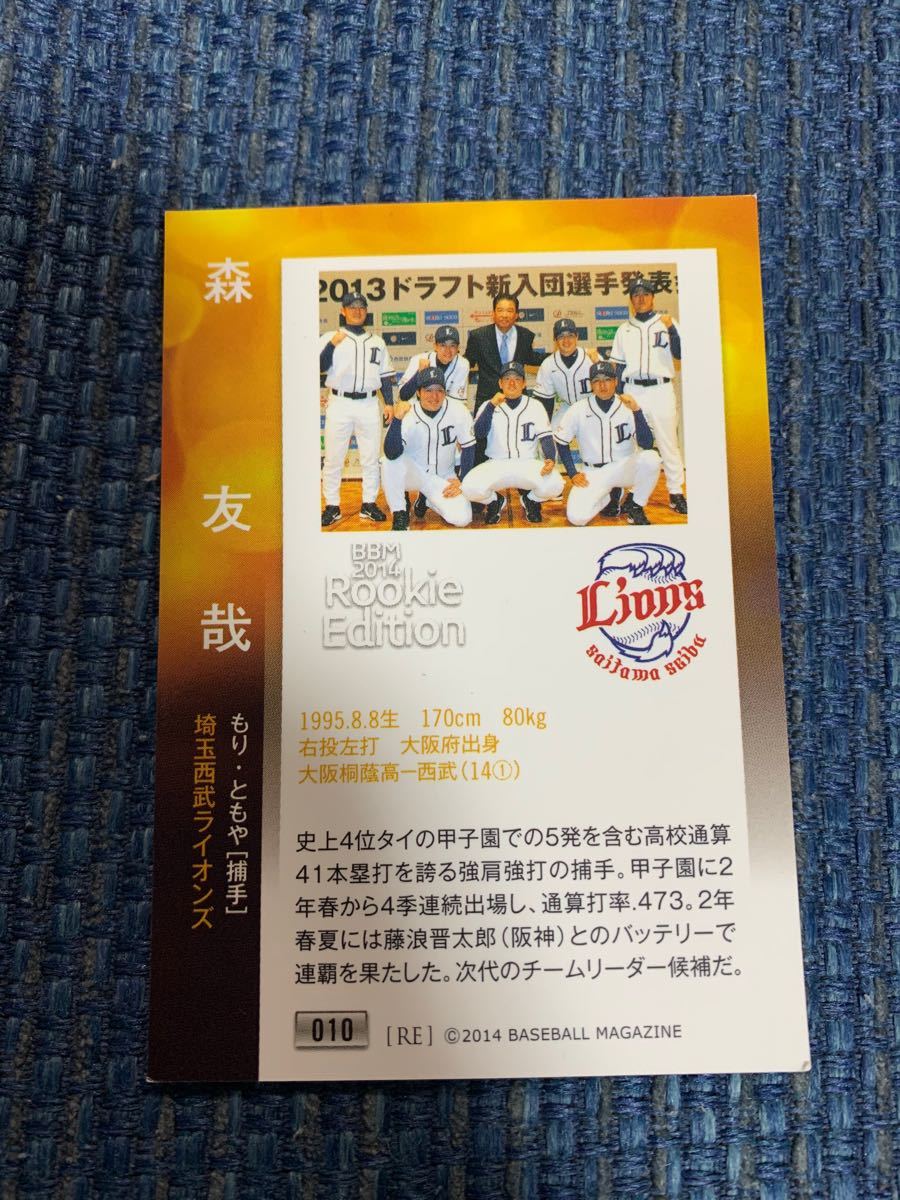 森友哉
もり・ともや[捕手]
埼玉西武ライオンズ
2013ドラフト新入団選手発表
BBM
2014
Rookie
Edition
Lions
saitama seibu
1995.8.8生 170cm 80kg
右投左打 大阪府出身
大阪桐蔭高ー西武(14①)
史上4位タイの甲子園での5発を含む高校通算
41本塁打を誇る強肩強打の捕手。甲子園に2
年春から4季連続出場し、通算打率.473。2年
春夏には藤浪晋太郎(阪神)とのバッテリーで
連覇を果たした。次代のチームリーダー候補だ。
010 [RE] ©2014 BASEBALL MAGAZINE